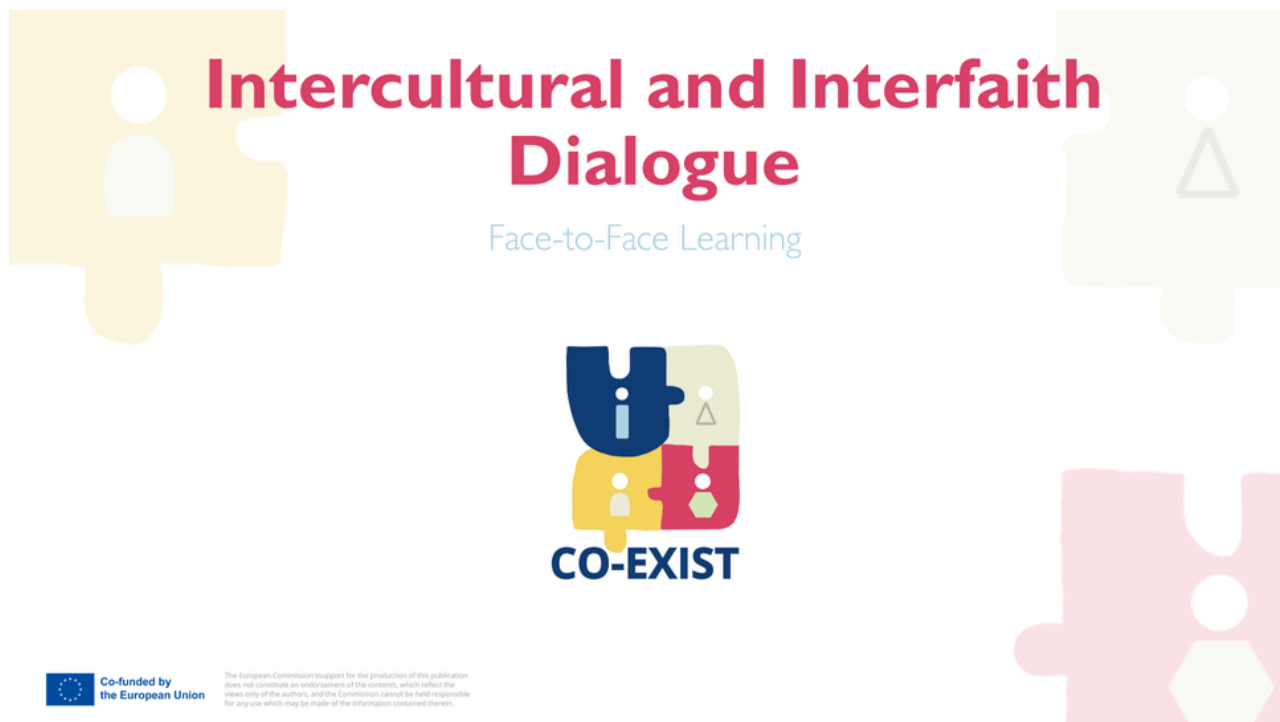 Intercultural and Interfaith
Dialogue
Face-to-Face Learning
CO-EXIST
Co-funded by
the European Union
The European Commission'ssupport for the production of this publication
does not constitute an endorsement of the contents, which reflect the
views only of the authors, and the Commission cannot be held responsible
for any use which may be made of the information contained therein.